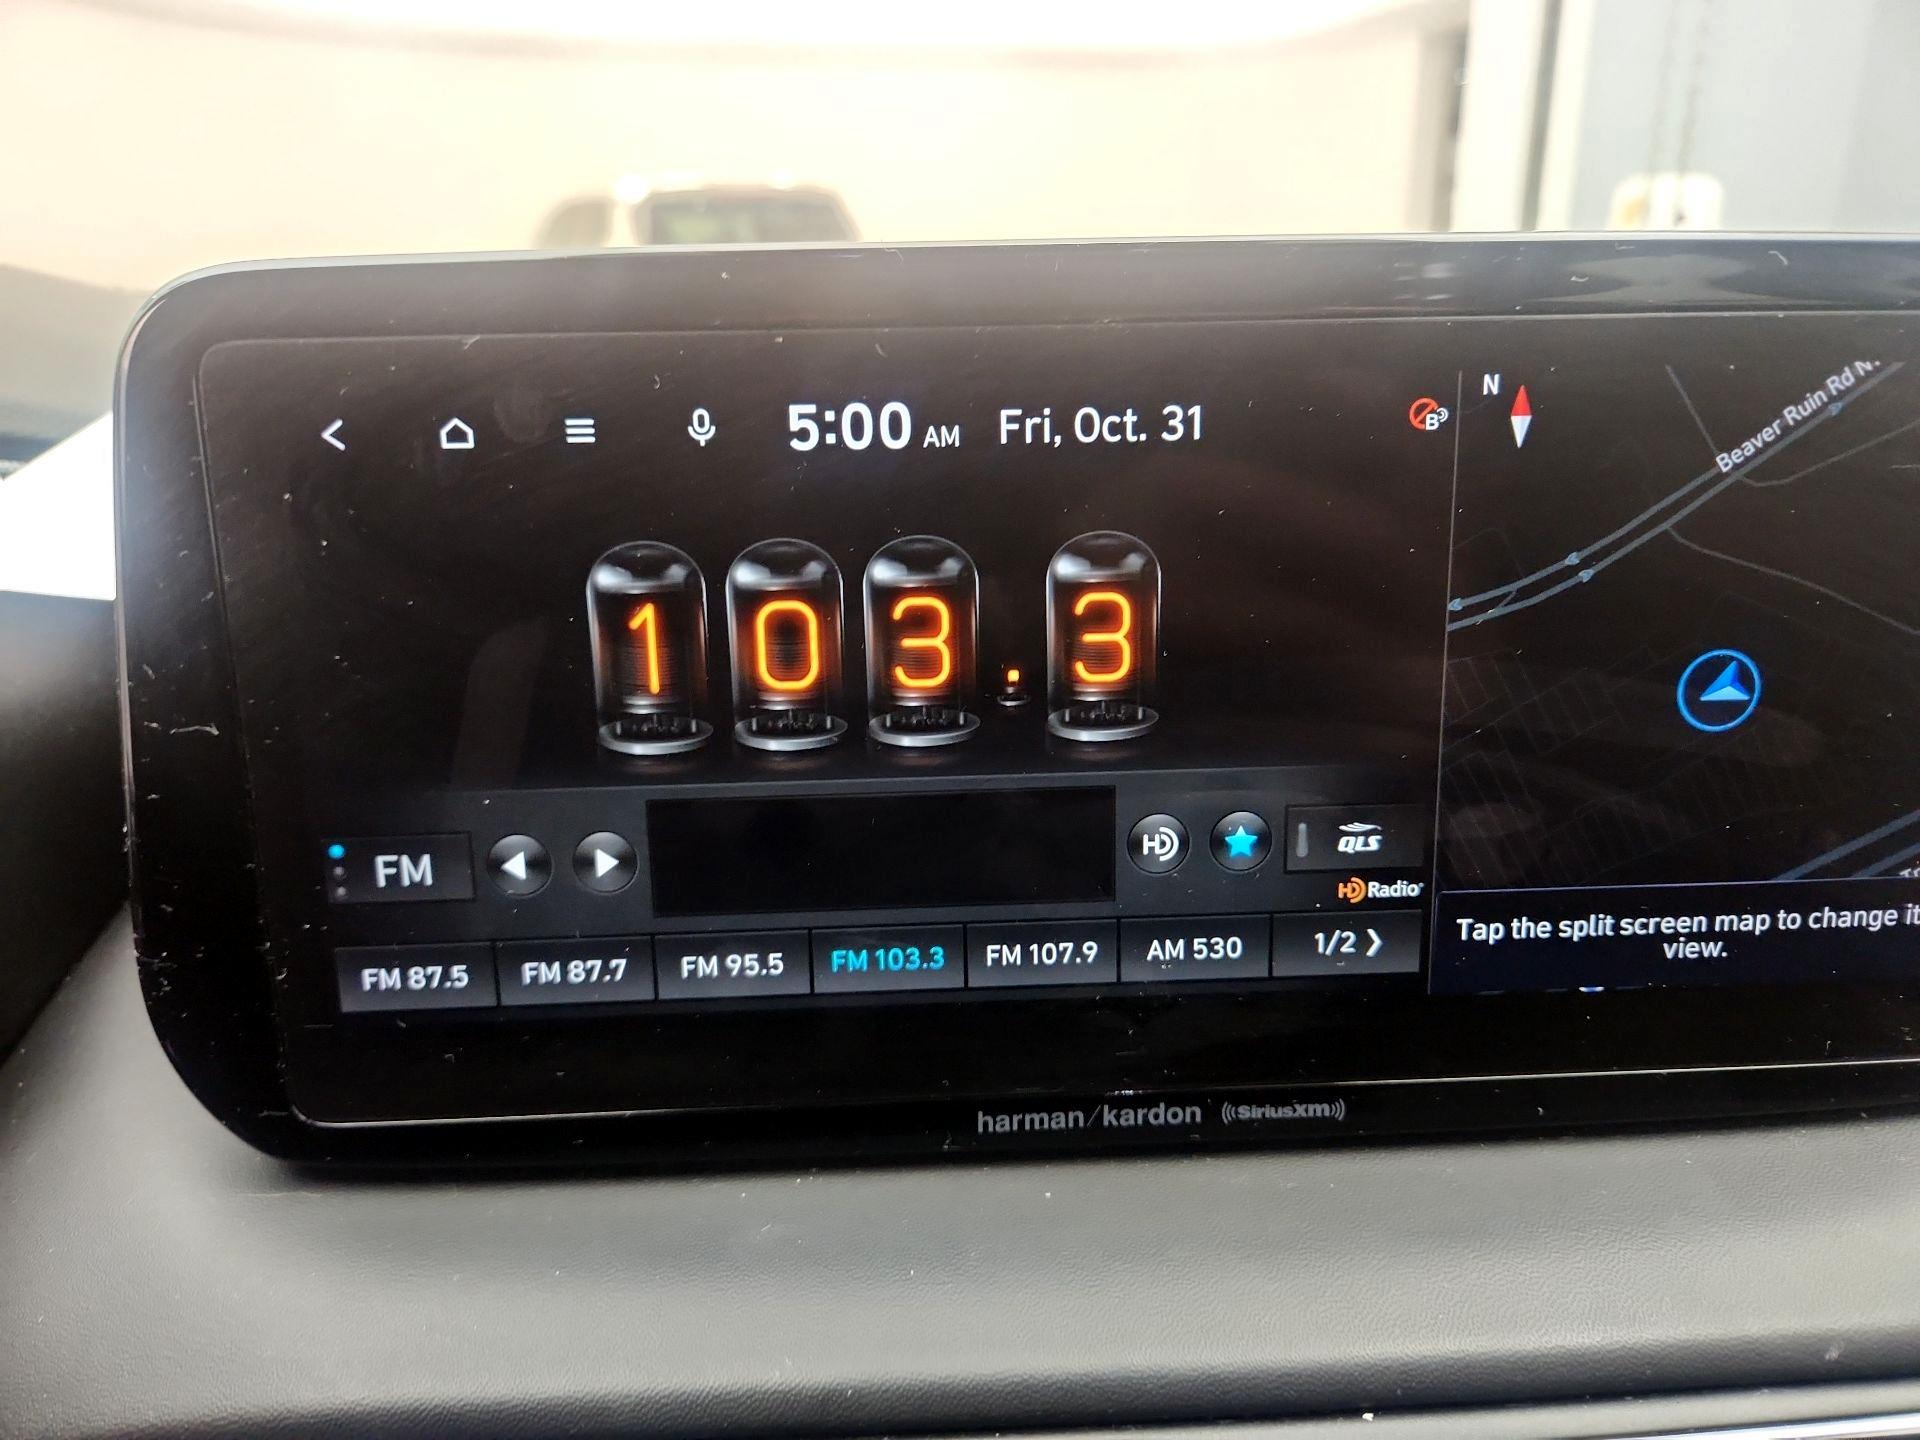 5:00 AM Fri, Oct. 31
B
N
Beaver Ruin Rd N
103.3
FM
HD
QLS
HD Radio
FM 87.5
FM 87.7
FM 95.5
FM 103.3
FM 107.9
AM 530
1/2
Tap the split screen map to change it
view.
harman/kardon
SiriusXM